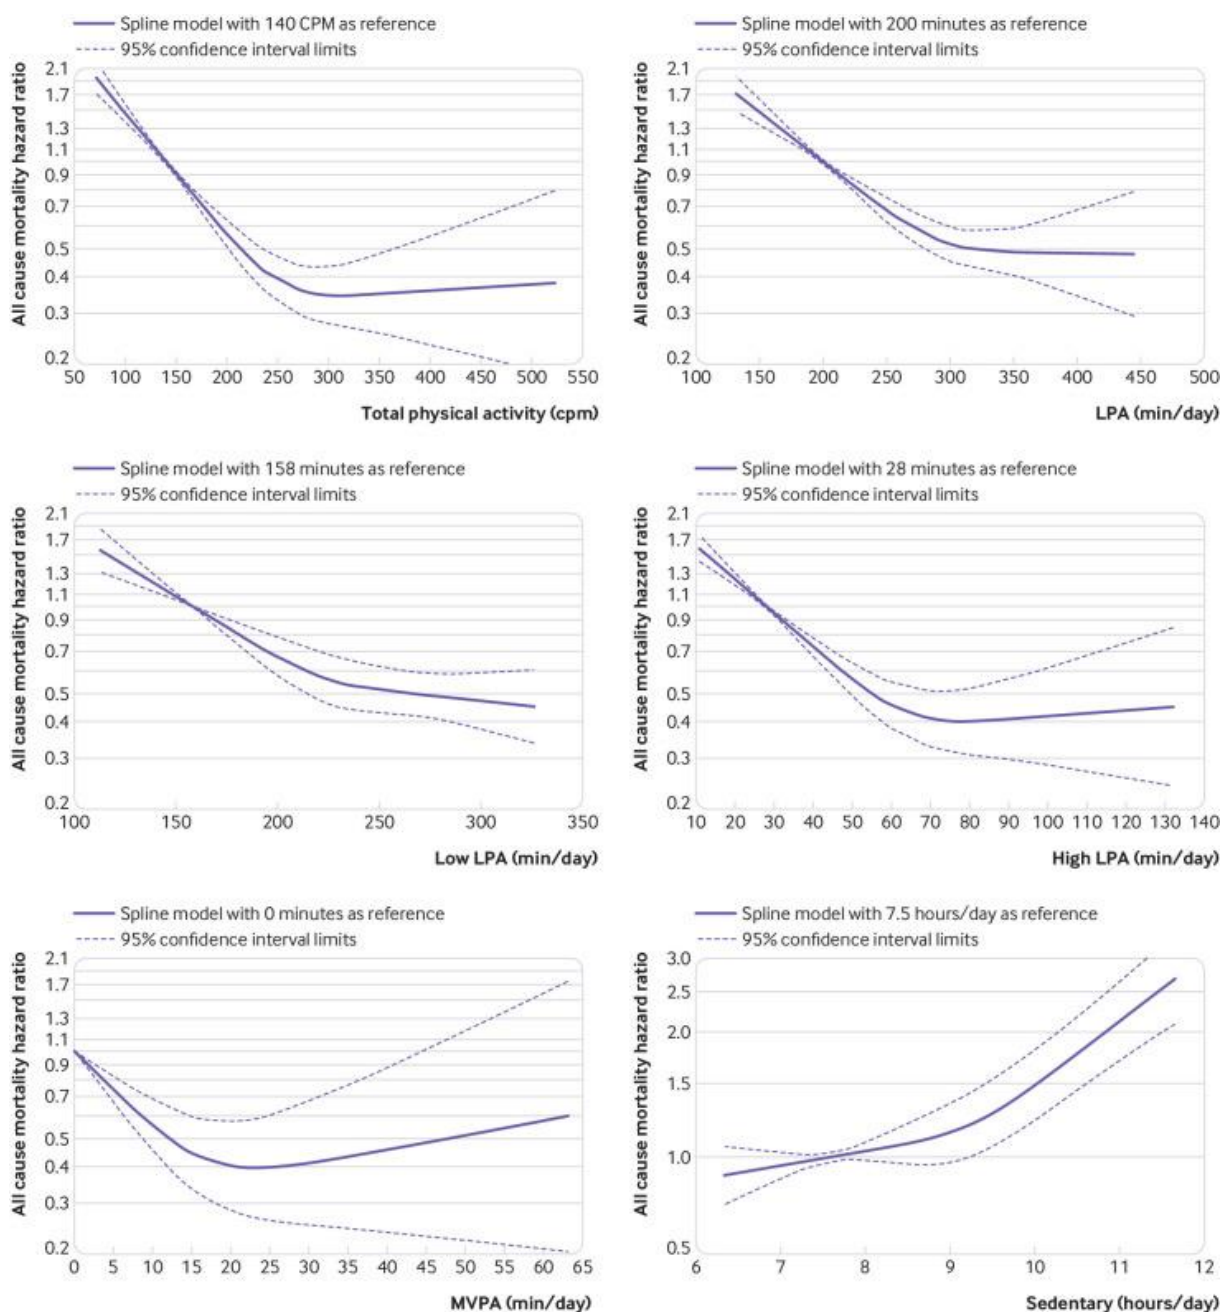 Spline model with 140 CPM as reference
95% confidence interval limits
All cause mortality hazard ratio
2.1
1.7
1.3
1.1
0.9
0.7
0.5
0.4
0.3
0.2
50 100 150 200 250 300 350 400 450 500 550
Total physical activity (cpm)
Spline model with 200 minutes as reference
95% confidence interval limits
All cause mortality hazard ratio
2.1
1.7
1.3
1.1
0.9
0.7
0.5
0.4
0.3
0.2
100 150 200 250 300 350 400 450 500
LPA (min/day)
Spline model with 158 minutes as reference
95% confidence interval limits
All cause mortality hazard ratio
2.1
1.7
1.3
1.1
0.9
0.7
0.5
0.4
0.3
0.2
100 150 200 250 300 350
Low LPA (min/day)
Spline model with 28 minutes as reference
95% confidence interval limits
All cause mortality hazard ratio
2.1
1.7
1.3
1.1
0.9
0.7
0.5
0.4
0.3
0.2
10 20 30 40 50 60 70 80 90 100 110 120 130 140
High LPA (min/day)
Spline model with 0 minutes as reference
95% confidence interval limits
All cause mortality hazard ratio
2.1
1.7
1.3
1.1
0.9
0.7
0.5
0.4
0.3
0.2
0 5 10 15 20 25 30 35 40 45 50 55 60 65
MVPA (min/day)
Spline model with 7.5 hours/day as reference
95% confidence interval limits
All cause mortality hazard ratio
3.0
2.5
2.0
1.5
1.0
0.5
6 7 8 9 10 11 12
Sedentary (hours/day)